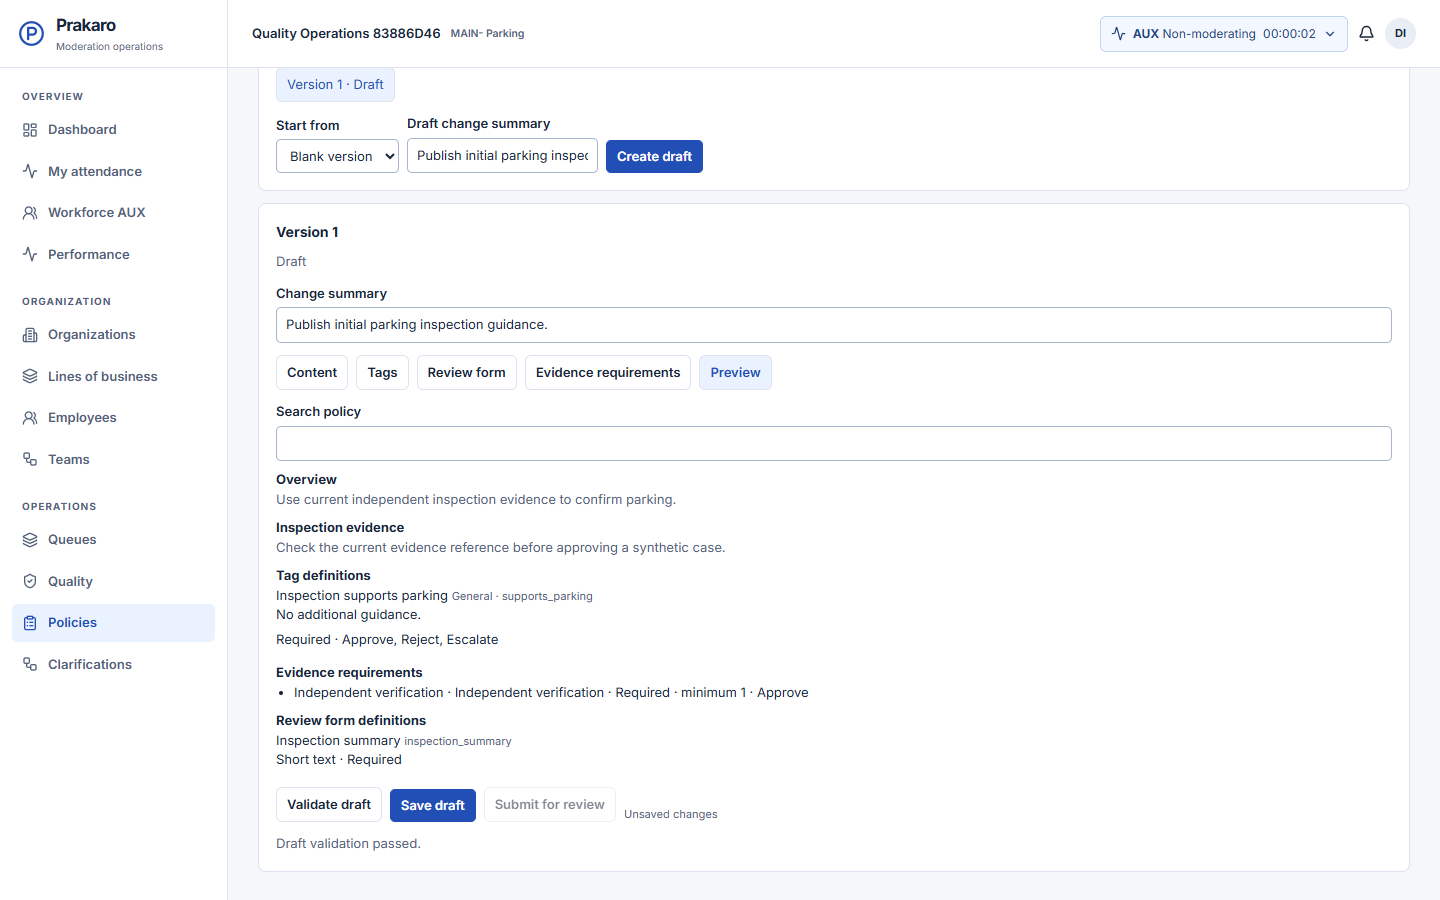 Prakaro
Moderation operations
Quality Operations 83886D46 MAIN- Parking
AUX Non-moderating 00:00:02
DI
OVERVIEW
Dashboard
My attendance
Workforce AUX
Performance
ORGANIZATION
Organizations
Lines of business
Employees
Teams
OPERATIONS
Queues
Quality
Policies
Clarifications
Version 1 · Draft
Start from
Draft change summary
Blank version
Publish initial parking inspec
Create draft
Version 1
Draft
Change summary
Publish initial parking inspection guidance.
Content
Tags
Review form
Evidence requirements
Preview
Search policy
Overview
Use current independent inspection evidence to confirm parking.
Inspection evidence
Check the current evidence reference before approving a synthetic case.
Tag definitions
Inspection supports parking General · supports_parking
No additional guidance.
Required · Approve, Reject, Escalate
Evidence requirements
• Independent verification · Independent verification · Required · minimum 1 · Approve
Review form definitions
Inspection summary inspection_summary
Short text · Required
Validate draft
Save draft
Submit for review
Unsaved changes
Draft validation passed.